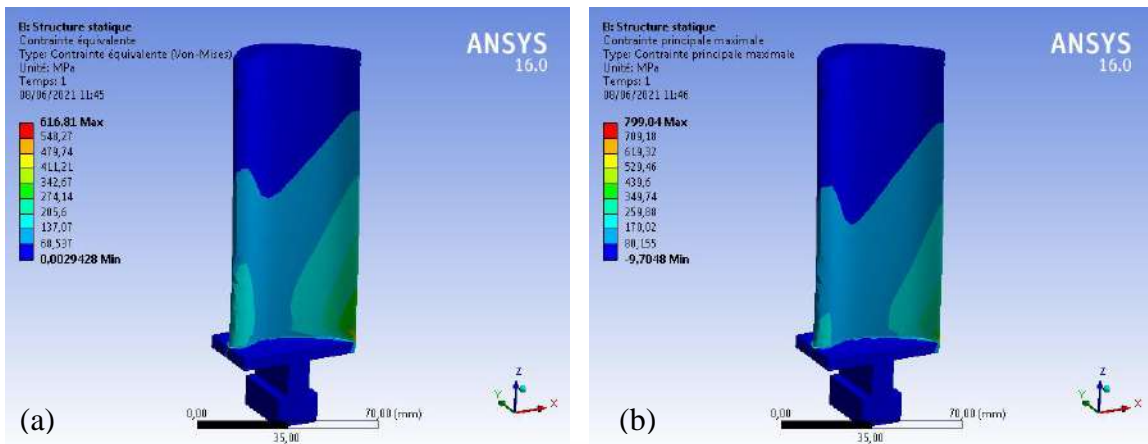 B: Structure statique
Contrainte équivalente
Type: Contrainte équivalente (Von-Mises)
Unité: MPa
Temps: 1
08/06/2021 11:45
616,81 Max
548,27
479,74
411,21
342,67
274,14
205,6
137,07
68,537
0,0029428 Min
ANSYS
16.0
Z
Y
X
0,00
70,00 (mm)
35,00
(a)
B: Structure statique
Contrainte principale maximale
Type: Contrainte principale maximale
Unité: MPa
Temps: 1
08/06/2021 11:46
799,04 Max
709,18
619,32
529,46
439,6
349,74
259,88
170,02
80,155
-9,7048 Min
ANSYS
16.0
Z
Y
X
0,00
70,00 (mm)
35,00
(b)